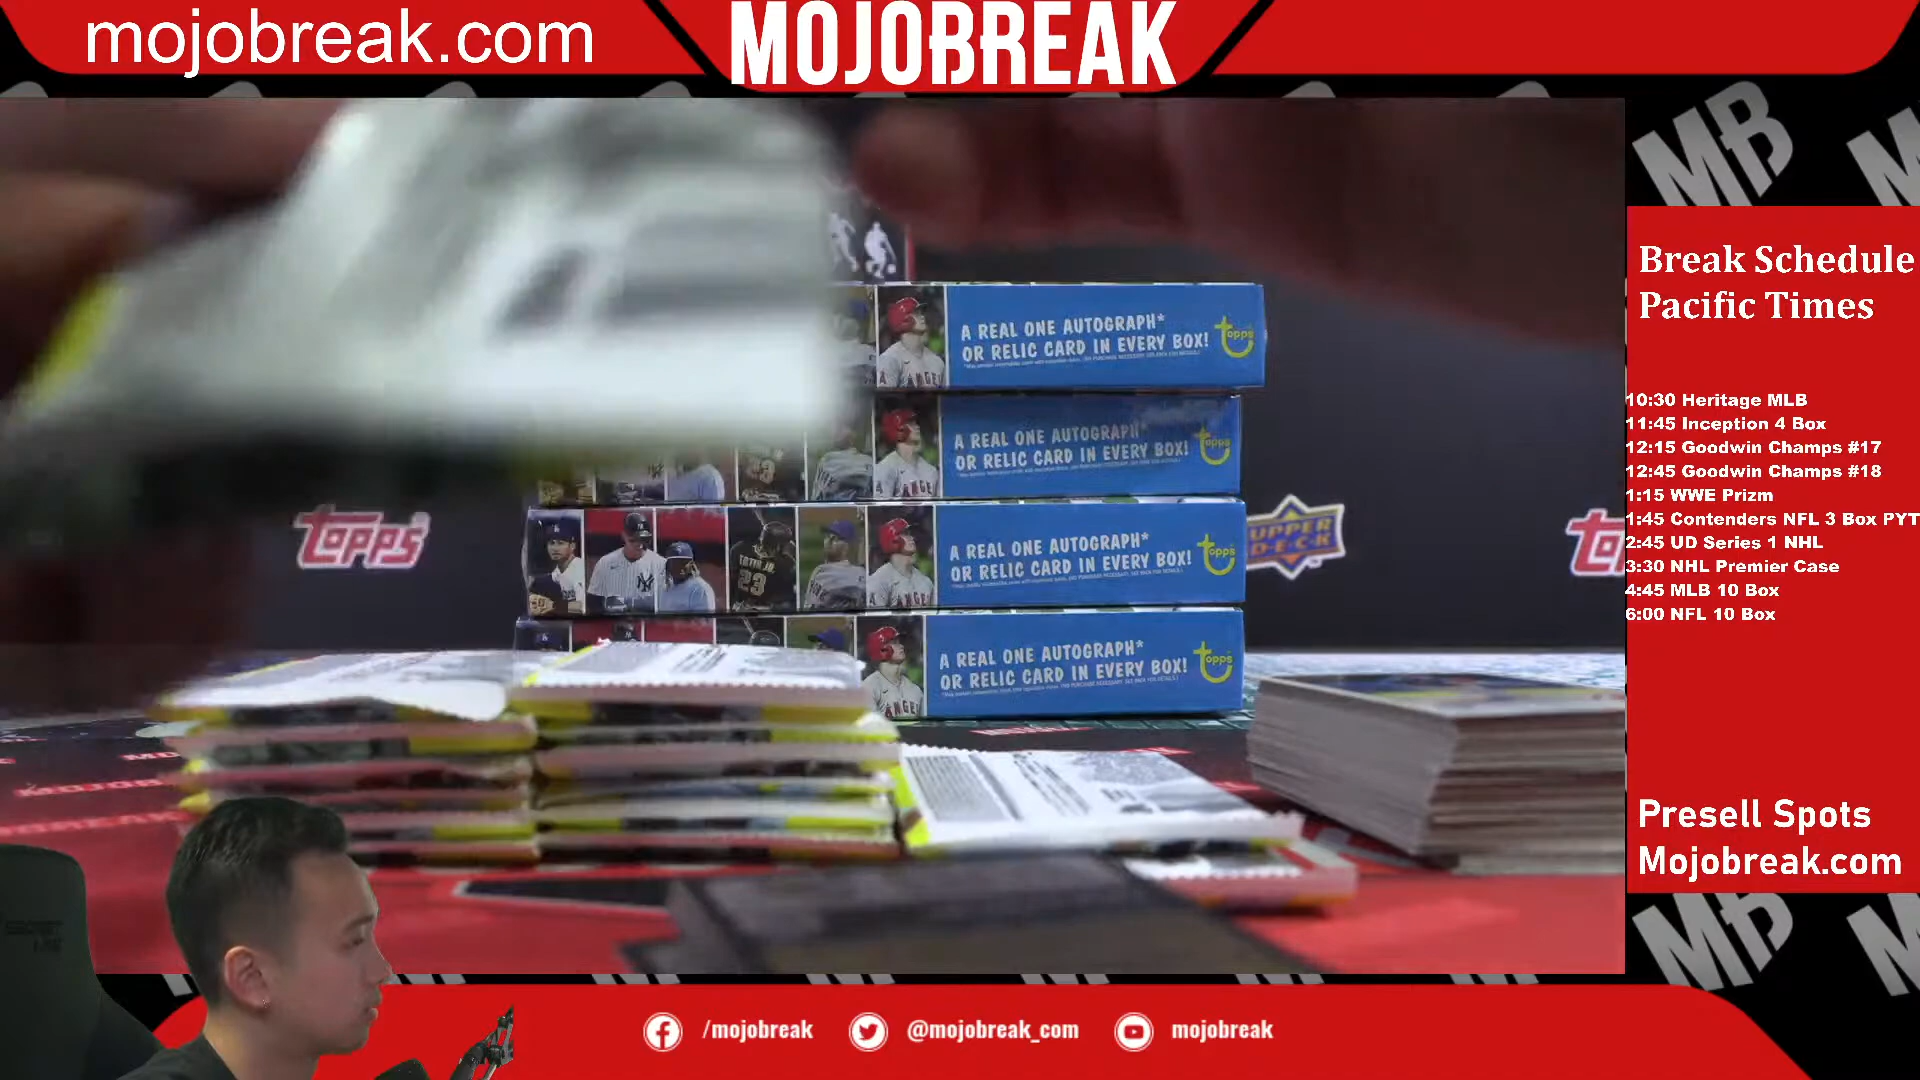 mojobreak.com
MOJOBREAK
MB
Break Schedule
Pacific Times
10:30 Heritage MLB
11:45 Inception 4 Box
12:15 Goodwin Champs #17
12:45 Goodwin Champs #18
1:15 WWE Prizm
1:45 Contenders NFL 3 Box PYT
2:45 UD Series 1 NHL
3:30 NHL Premier Case
4:45 MLB 10 Box
6:00 NFL 10 Box
A REAL ONE AUTOGRAPH*
OR RELIC CARD IN EVERY BOX!
topps
A REAL ONE AUTOGRAPH*
OR RELIC CARD IN EVERY BOX!
topps
topps
A REAL ONE AUTOGRAPH*
OR RELIC CARD IN EVERY BOX!
topps
TATIS JR.
23
UPPER
DECK
A REAL ONE AUTOGRAPH*
OR RELIC CARD IN EVERY BOX!
topps
Presell Spots
Mojobreak.com
MB
/mojobreak
@mojobreak_com
mojobreak